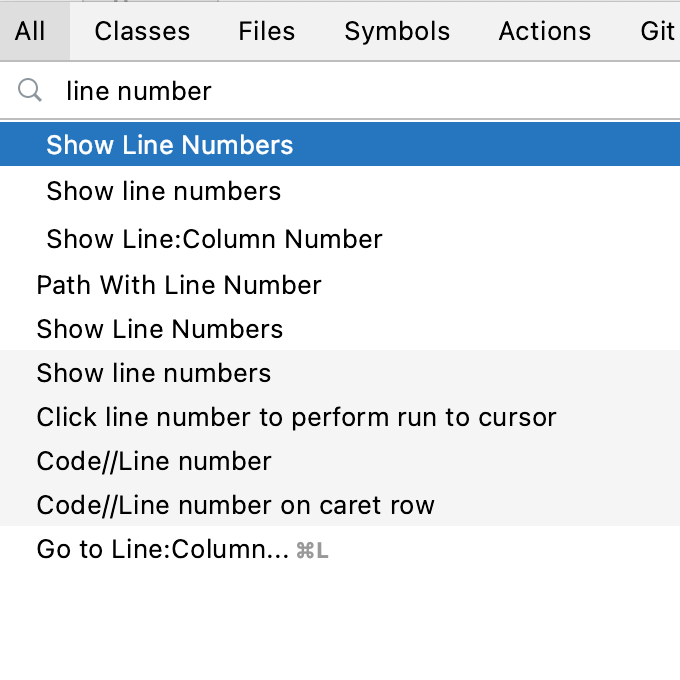 All Classes Files Symbols Actions Git
line number
Show Line Numbers
Show line numbers
Show Line:Column Number
Path With Line Number
Show Line Numbers
Show line numbers
Click line number to perform run to cursor
Code//Line number
Code//Line number on caret row
Go to Line:Column... ⌘L